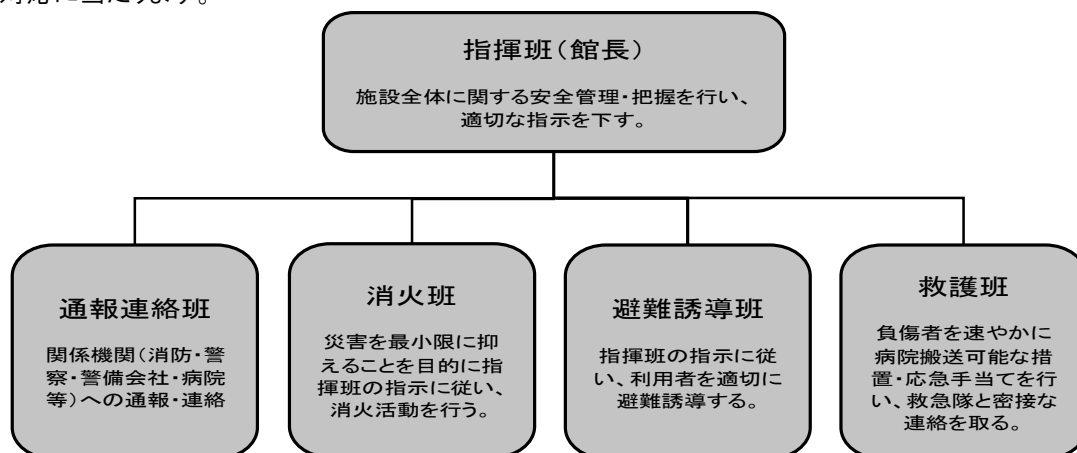 対応に当たります。
指揮班(館長)
施設全体に関する安全管理・把握を行い、
適切な指示を下す。
通報連絡班
関係機関(消防・警
察・警備会社・病院
等)への通報・連絡
消火班
災害を最小限に抑
えることを目的に指
揮班の指示に従い、
消火活動を行う。
避難誘導班
指揮班の指示に従
い、利用者を適切に
避難誘導する。
救護班
負傷者を速やかに
病院搬送可能な措
置・応急手当てを行
い、救急隊と密接な
連絡を取る。